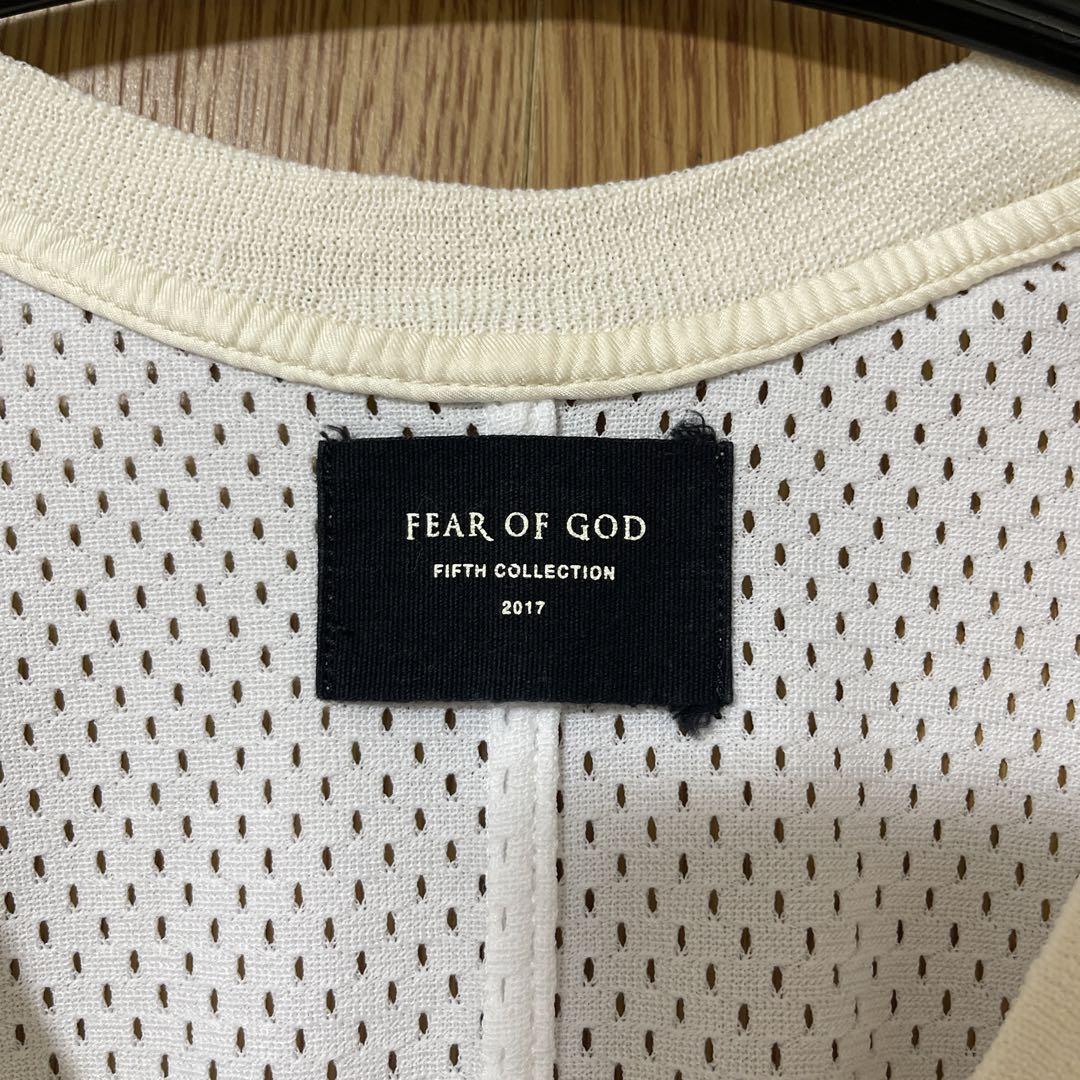 FEAR OF GOD
FIFTH COLLECTION
2017